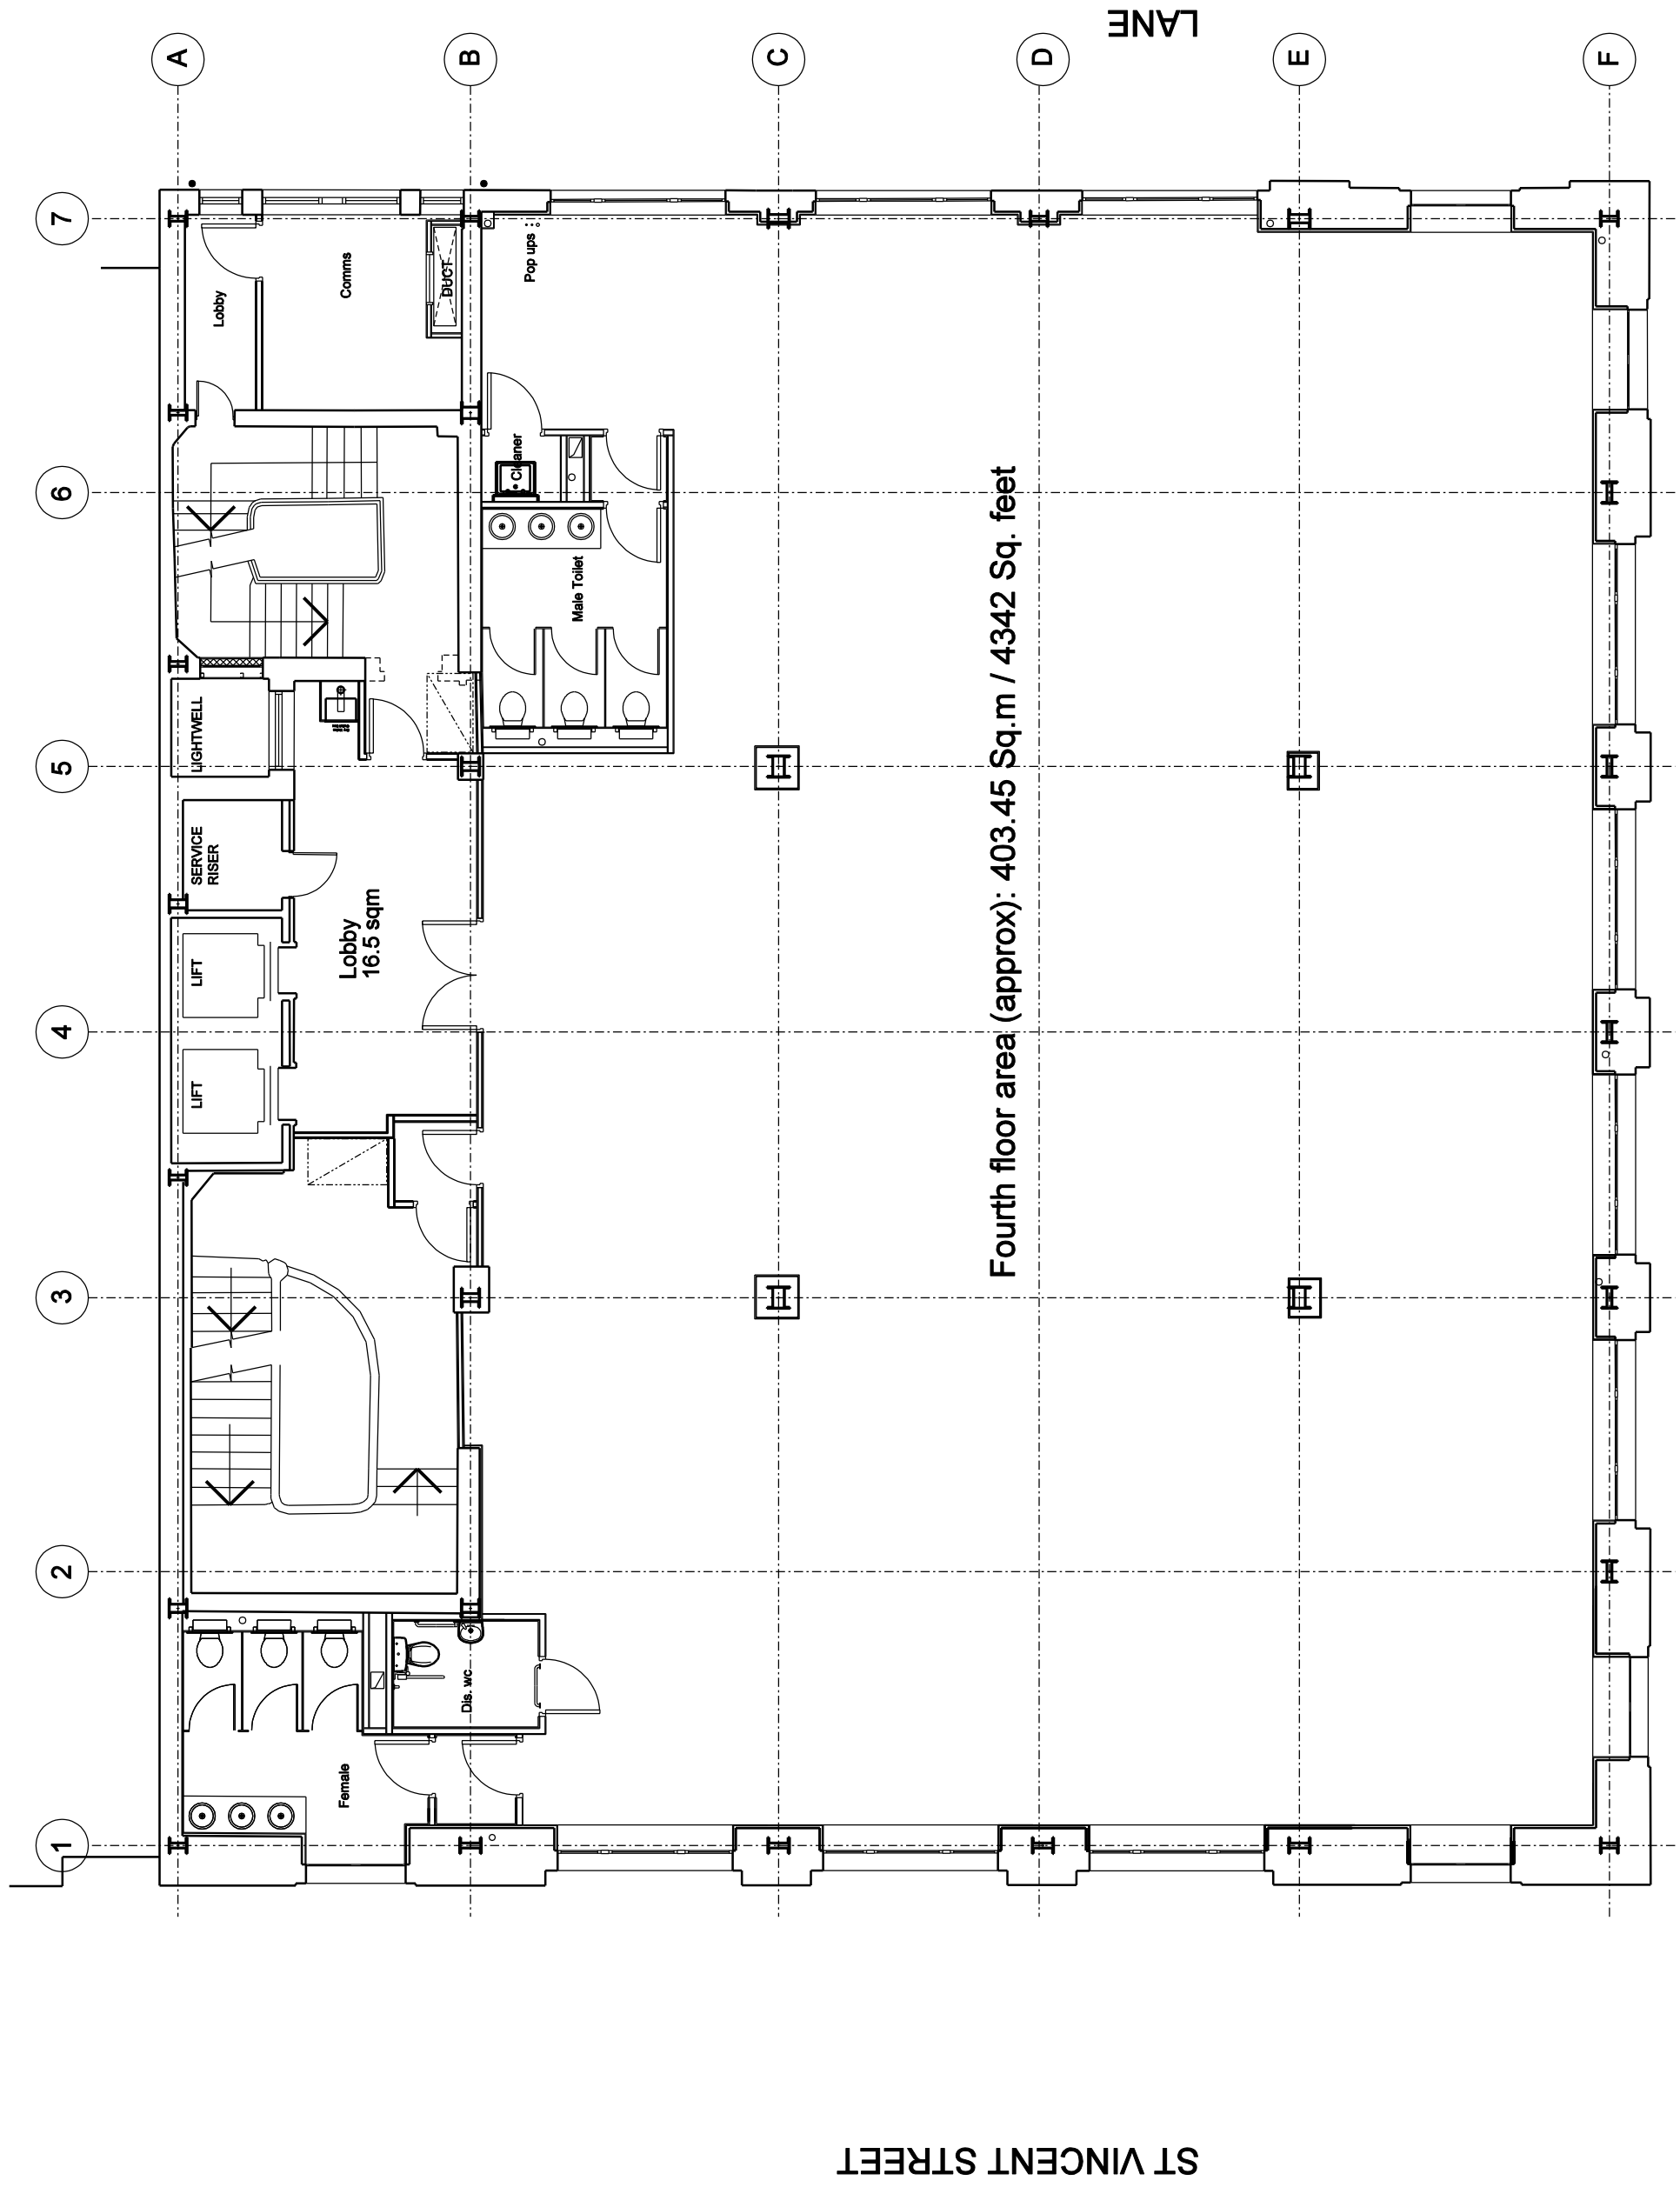 LANE
A
B
C
D
E
F
7
6
5
4
3
2
1
Lobby
Comms
DUCT
Pop ups
Cleaner
Male Toilet
LIGHTWELL
SERVICE
RISER
LIFT
LIFT
Lobby
16.5 sqm
Fourth floor area (approx): 403.45 Sq.m / 4342 Sq. feet
Dis. wc
Female
ST VINCENT STREET